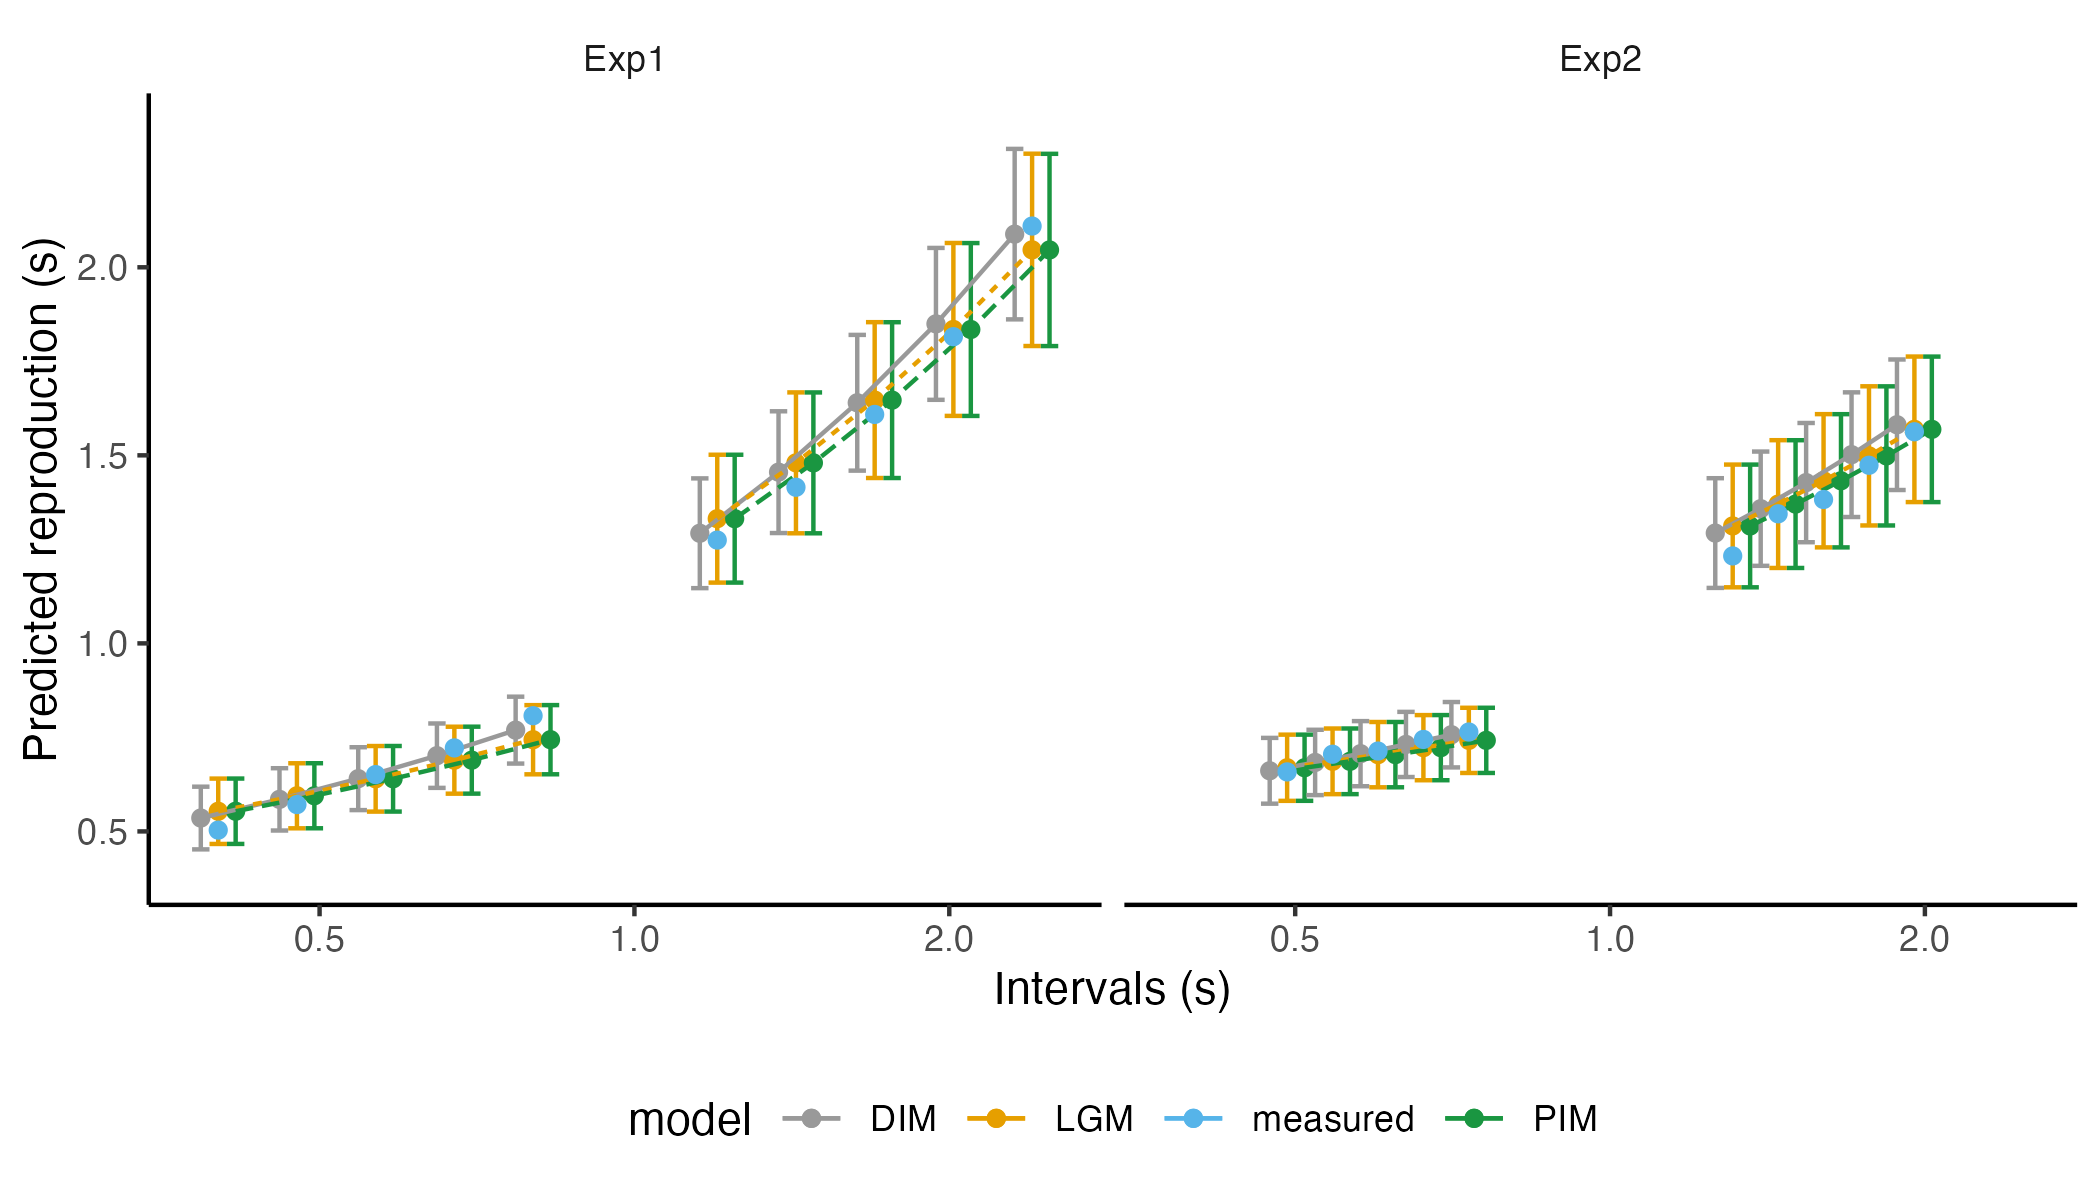 Exp1
Exp2
Predicted reproduction (s)
2.0
1.5
1.0
0.5
0.5 1.0 2.0
0.5 1.0 2.0
Intervals (s)
model DIM LGM measured PIM